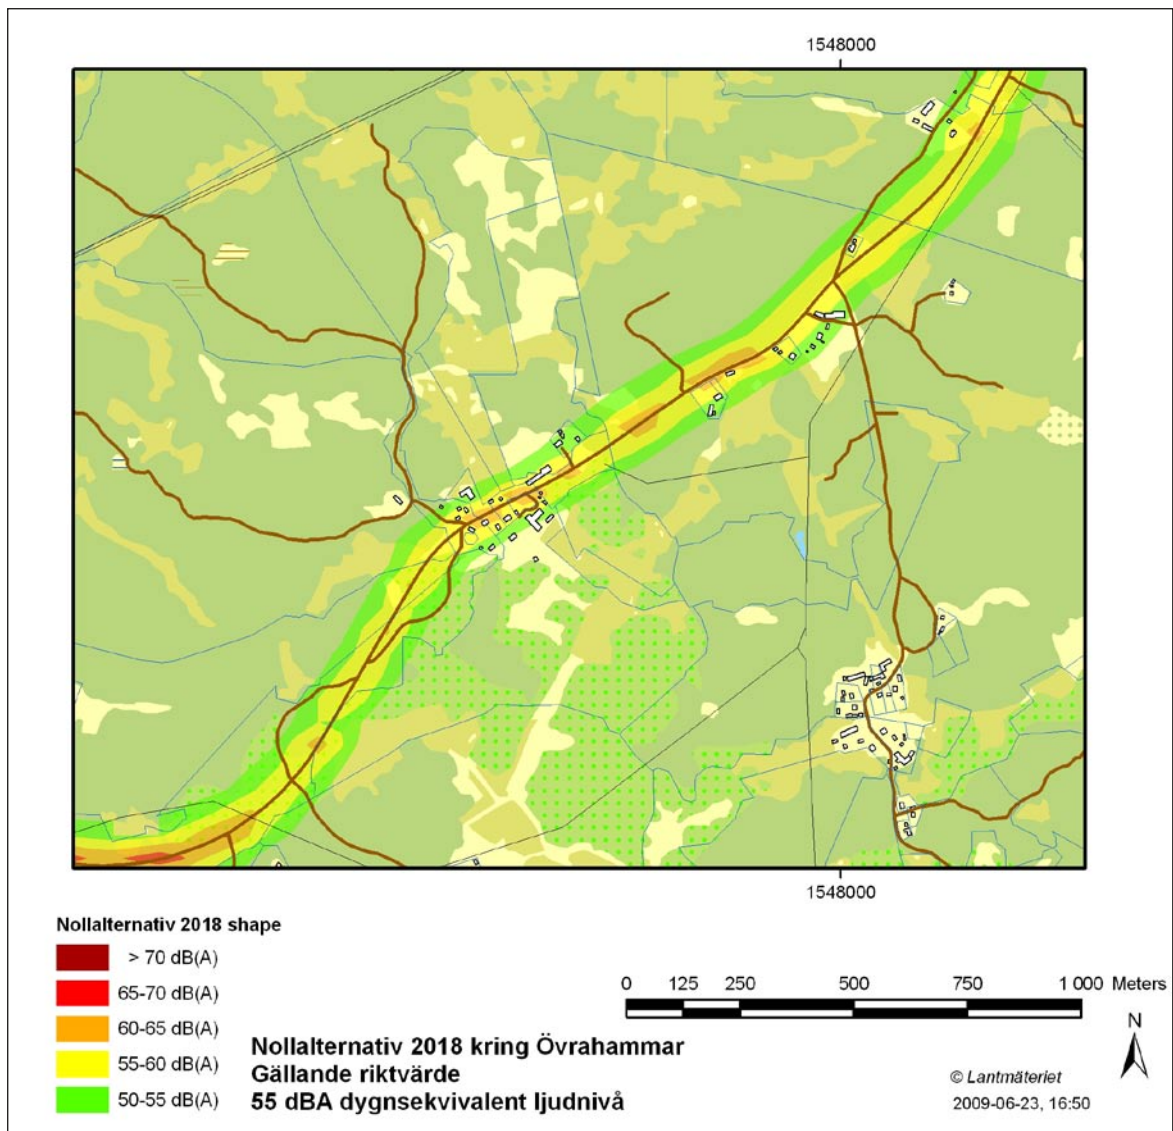 1548000
1548000
Nollalternativ 2018 shape
> 70 dB(A)
65-70 dB(A)
60-65 dB(A)
55-60 dB(A)
50-55 dB(A)
0 125 250 500 750 1 000 Meters
Nollalternativ 2018 kring Övrahammar
Gällande riktvärde
55 dBA dygnsekvivalent ljudnivå
N
© Lantmäteriet
2009-06-23, 16:50